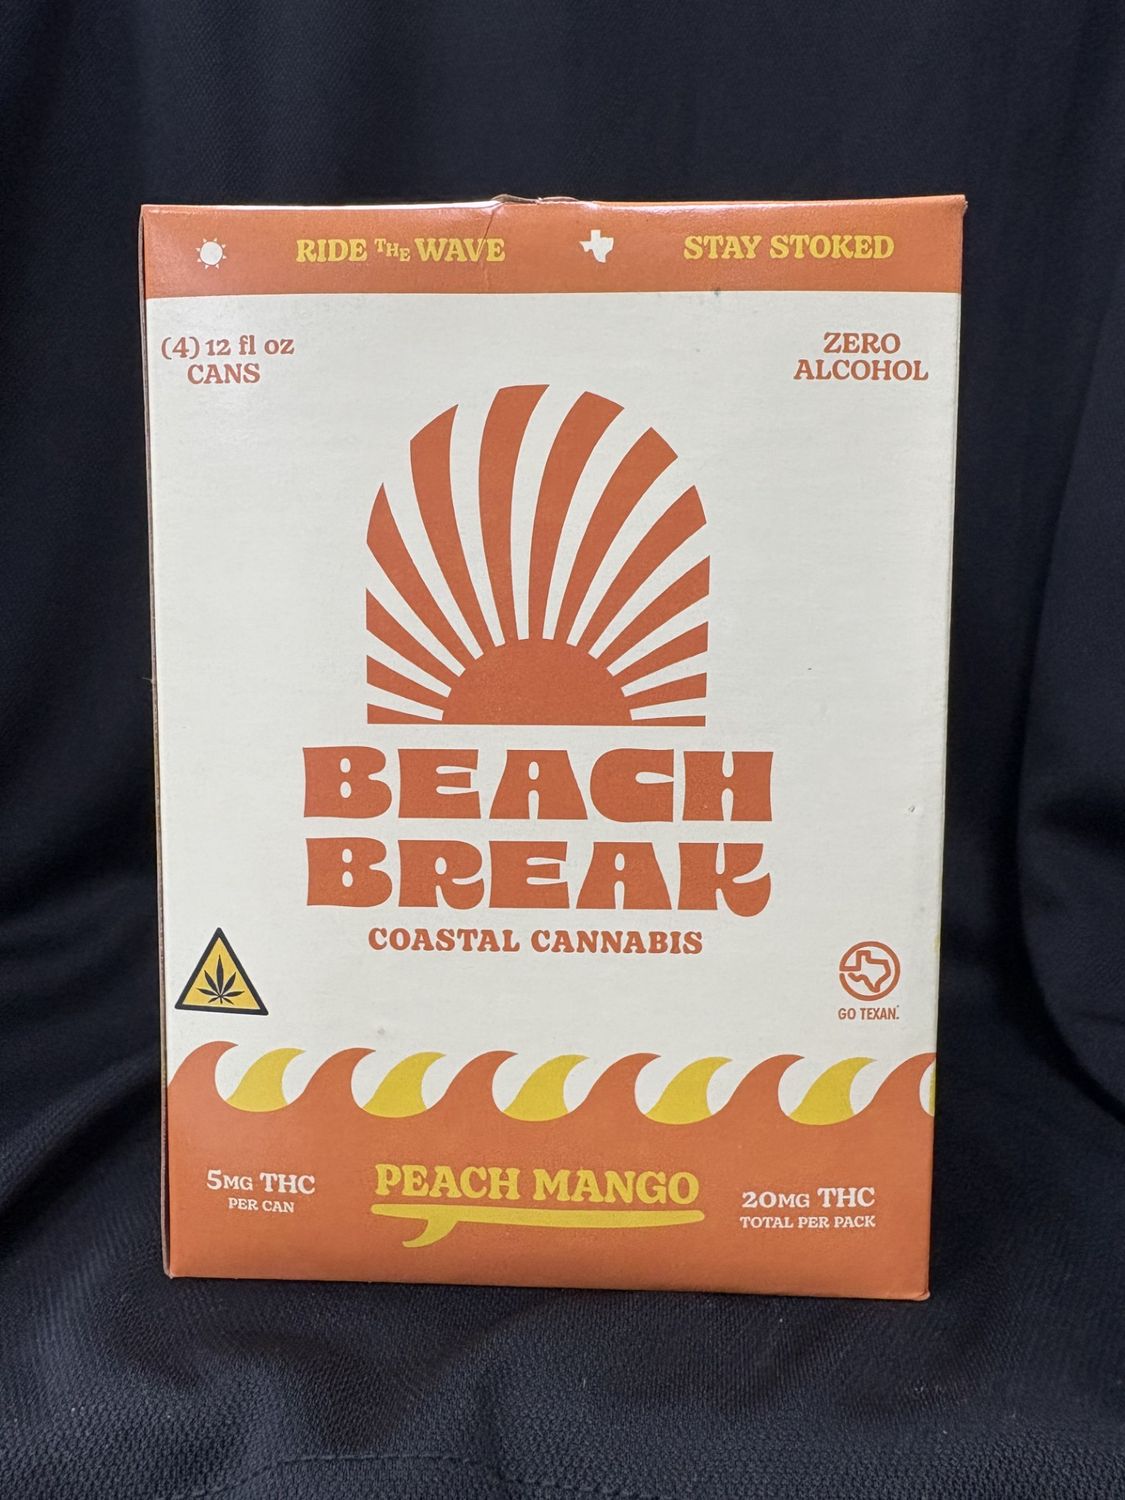 RIDE THE WAVE STAY STOKED
(4) 12 fl oz
CANS
ZERO
ALCOHOL
BEACH
BREAK
COASTAL CANNABIS
GO TEXAN.
5MG THC
PER CAN
PEACH MANGO
20MG THC
TOTAL PER PACK